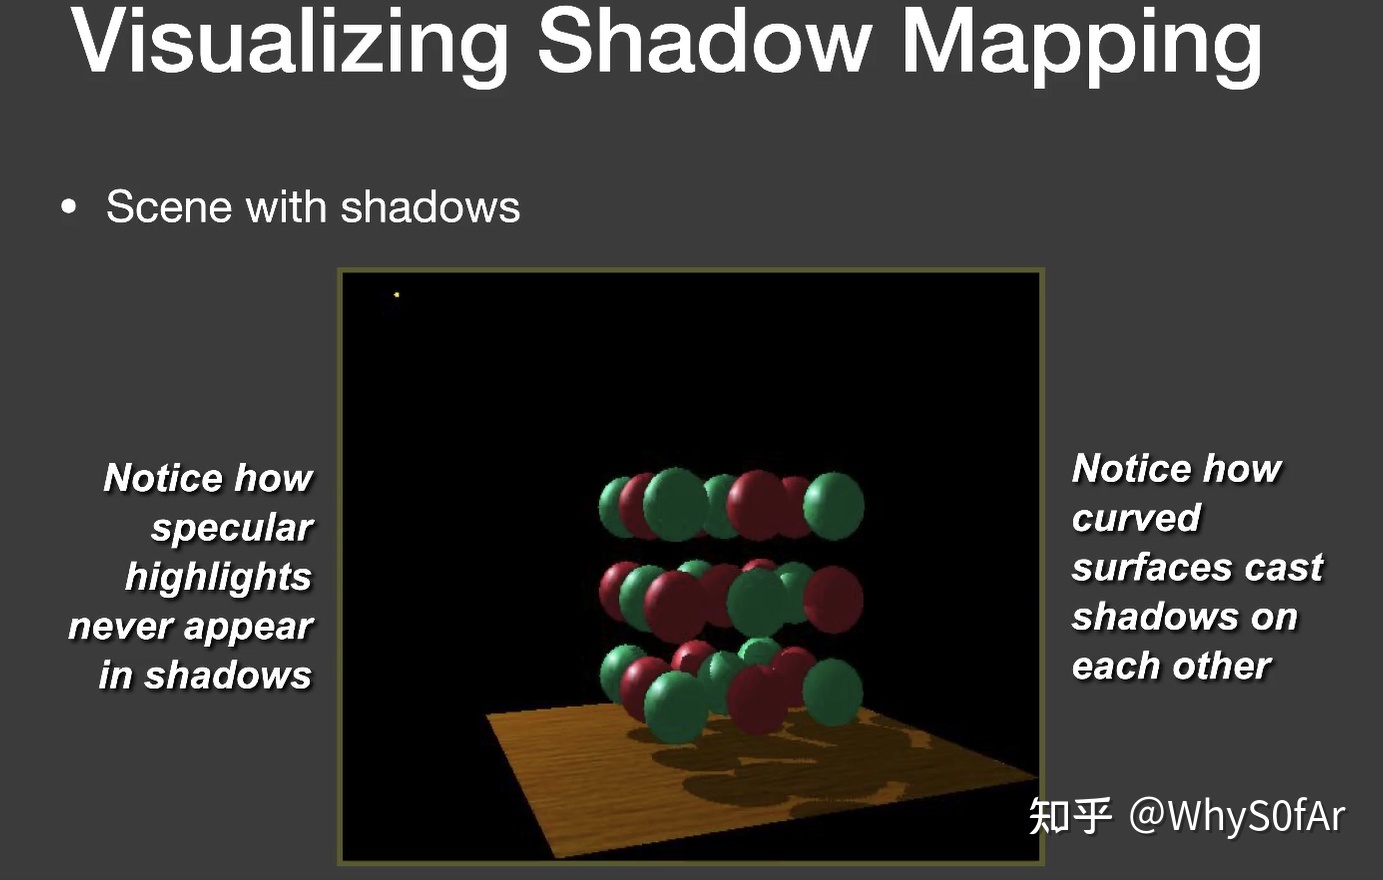 Visualizing Shadow Mapping
• Scene with shadows
Notice how
specular
highlights
never appear
in shadows
Notice how
curved
surfaces cast
shadows on
each other
知乎 @WhyS0fAr